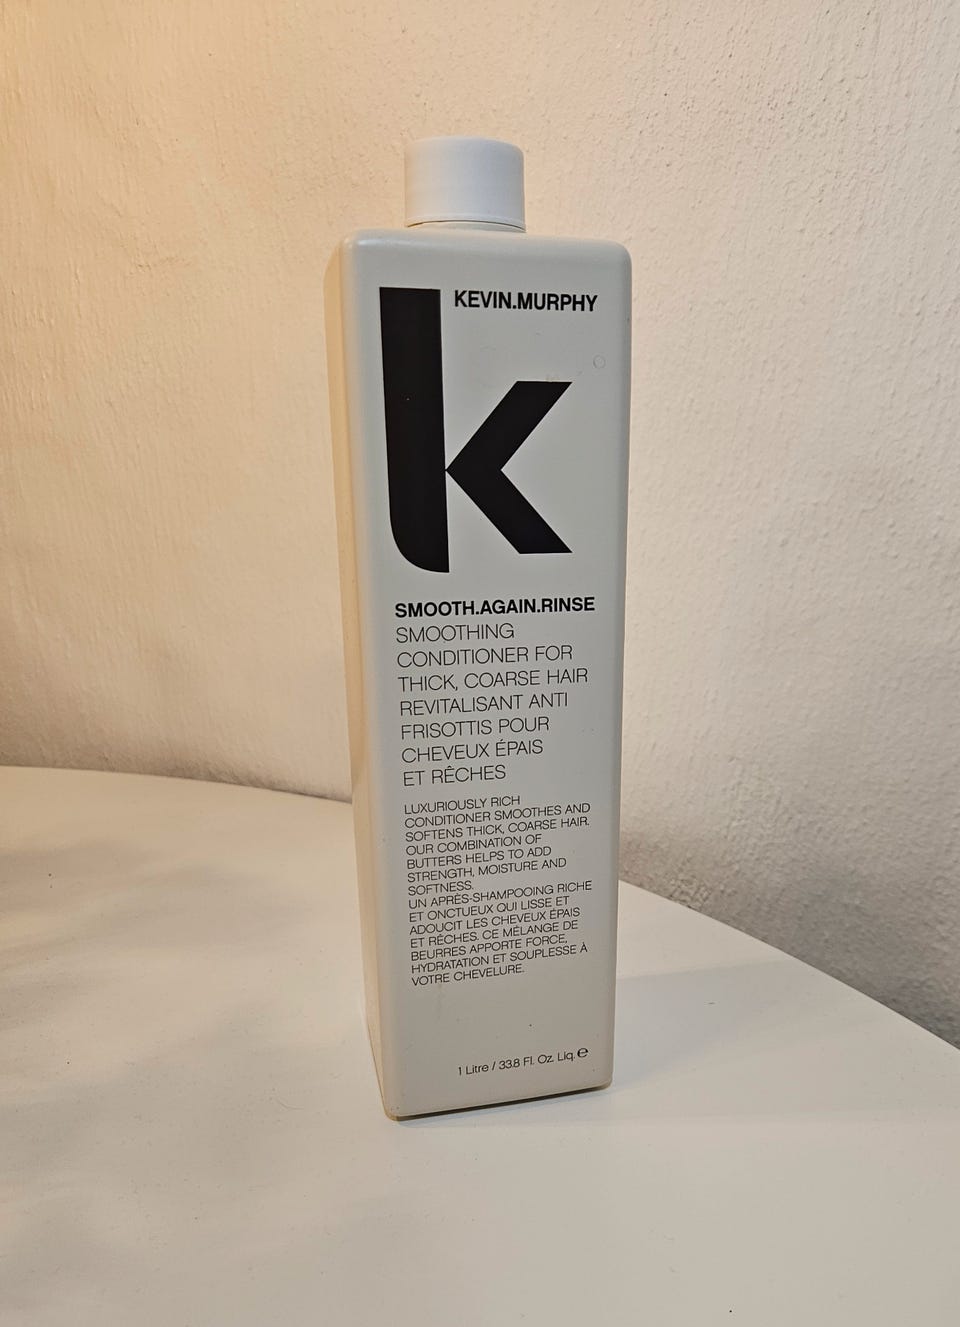 KEVIN.MURPHY
k
SMOOTH.AGAIN.RINSE
SMOOTHING
CONDITIONER FOR
THICK, COARSE HAIR
REVITALISANT ANTI
FRISOTTIS POUR
CHEVEUX ÉPAIS
ET RÊCHES
LUXURIOUSLY RICH
CONDITIONER SMOOTHES AND
SOFTENS THICK, COARSE HAIR.
OUR COMBINATION OF
BUTTERS HELPS TO ADD
STRENGTH, MOISTURE AND
SOFTNESS.
UN APRÈS-SHAMPOOING RICHE
ET ONCTUEUX QUI LISSE ET
ADOUCIT LES CHEVEUX ÉPAIS
ET RÊCHES. CE MÉLANGE DE
BEURRES APPORTE FORCE,
HYDRATATION ET SOUPLESSE À
VOTRE CHEVELURE.
1 Litre / 33.8 Fl. Oz. Liq. ℮